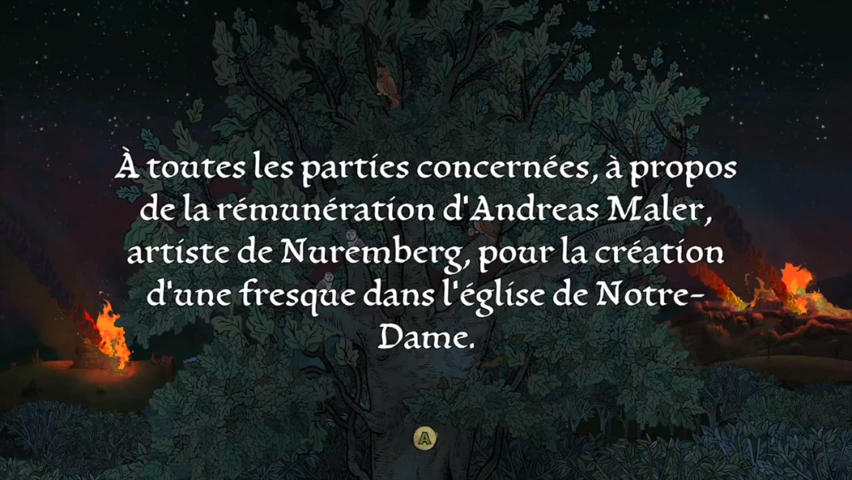 À toutes les parties concernées, à propos
de la rémunération d'Andreas Maler,
artiste de Nuremberg, pour la création
d'une fresque dans l'église de Notre-
Dame.
A